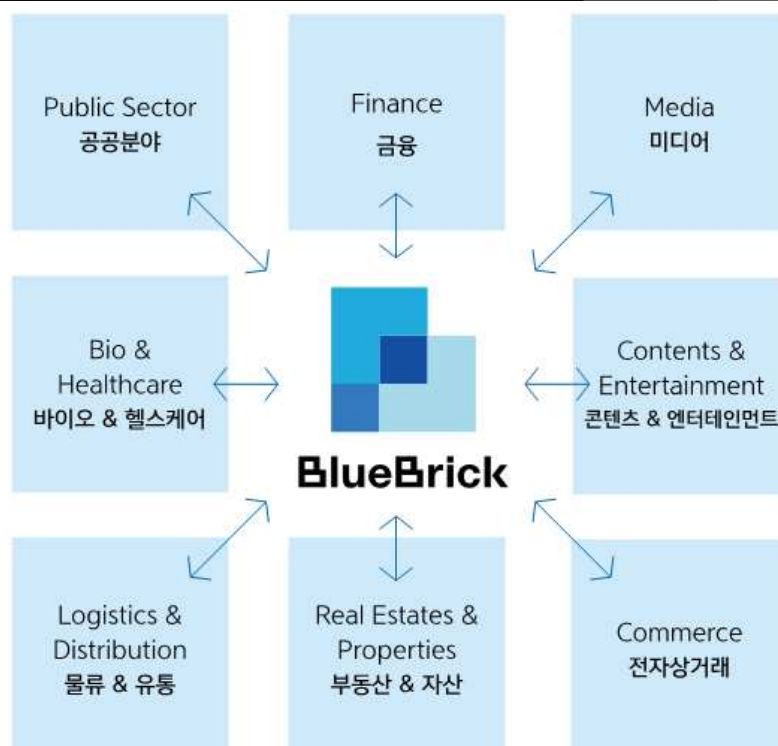 Public Sector
공공분야
Finance
금융
Media
미디어
Bio &
Healthcare
바이오 & 헬스케어
BlueBrick
Contents &
Entertainment
콘텐츠 & 엔터테인먼트
Logistics &
Distribution
물류 & 유통
Real Estates &
Properties
부동산 & 자산
Commerce
전자상거래